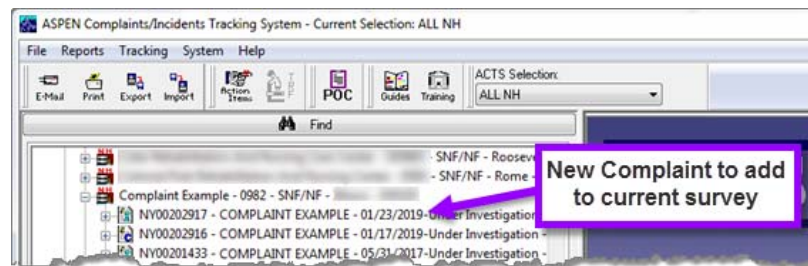 ASPEN Complaints/Incidents Tracking System - Current Selection: ALL NH
File Reports Tracking System Help
E-Mail Print Export Import Action Items POC Guides Training ACTS Selection: ALL NH
Find
- SNF/NF - Roosev
- SNF/NF - Rome -
Complaint Example - 0982 - SNF/NF -
NY00202917 - COMPLAINT EXAMPLE - 01/23/2019-Under Investigation
NY00202916 - COMPLAINT EXAMPLE - 01/17/2019-Under Investigation -
NY00201433 - COMPLAINT EXAMPLE - 05/31/2017-Under Investigation -
New Complaint to add
to current survey